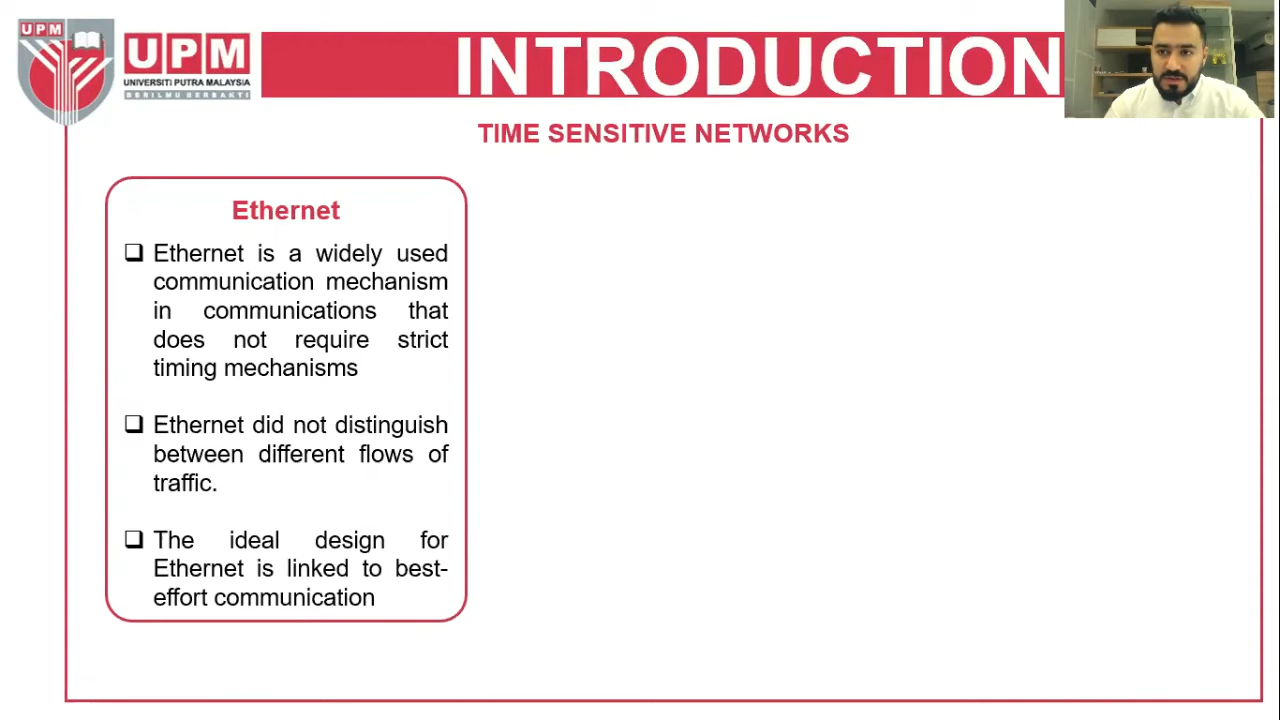 UPM
UPM
UNIVERSITI PUTRA MALAYSIA
BERILMU BERBAKTI
INTRODUCTION
TIME SENSITIVE NETWORKS
Ethernet
❑ Ethernet is a widely used
communication mechanism
in communications that
does not require strict
timing mechanisms
❑ Ethernet did not distinguish
between different flows of
traffic.
❑ The ideal design for
Ethernet is linked to best-
effort communication